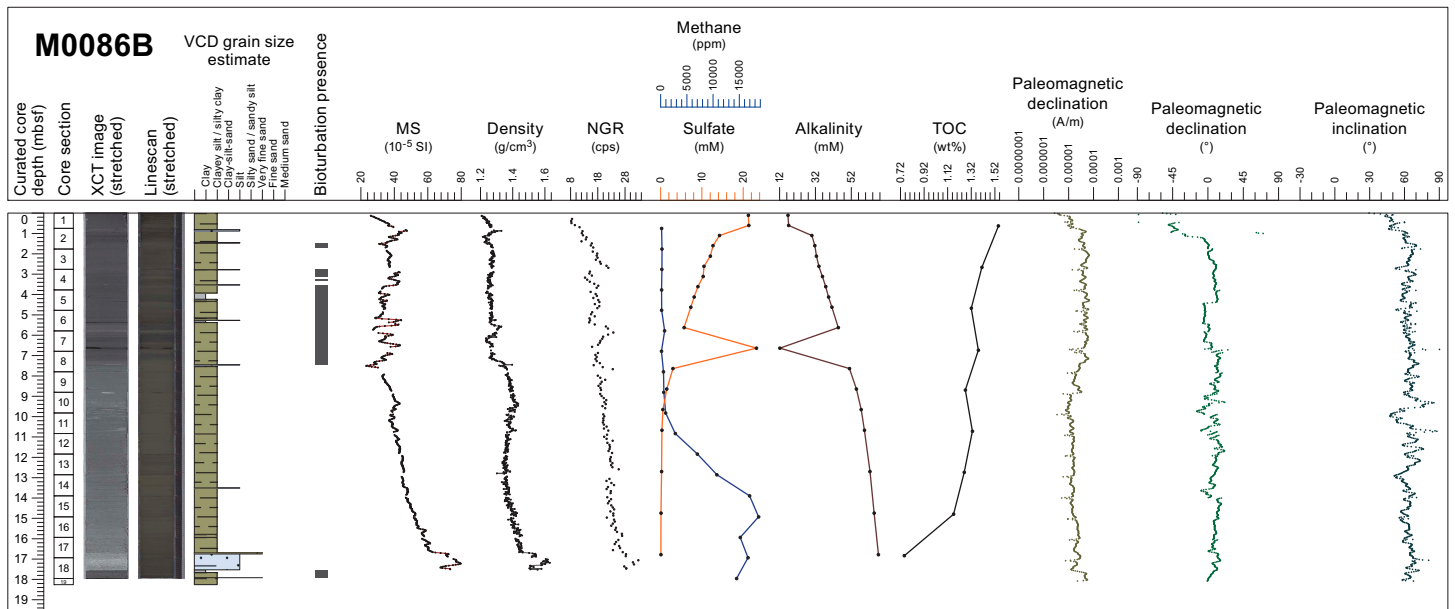 M0086B
VCD grain size
estimate
Methane
(ppm)
0
5000
10000
15000
Curated core
depth (mbsf)
Core section
XCT image
(stretched)
Linescan
(stretched)
Clay
Clayey silt / silty clay
Clay-silt-sand
Silt
Silty sand / sandy silt
Very fine sand
Fine sand
Medium sand
Bioturbation presence
MS
(10⁻⁵ SI)
20 40 60 80
Density
(g/cm³)
1.2 1.4 1.6
NGR
(cps)
8 18 28
Sulfate
(mM)
0 10 20
Alkalinity
(mM)
12 32 52
TOC
(wt%)
0.72
0.92
1.12
1.32
1.52
Paleomagnetic
declination
(A/m)
0.0000001
0.000001
0.00001
0.0001
0.001
Paleomagnetic
declination
(°)
-90
-45
0
45
90
Paleomagnetic
inclination
(°)
-30
0
30
60
90
0
1
2
3
4
5
6
7
8
9
10
11
12
13
14
15
16
17
18
19
1
2
3
4
5
6
7
8
9
10
11
12
13
14
15
16
17
18
19